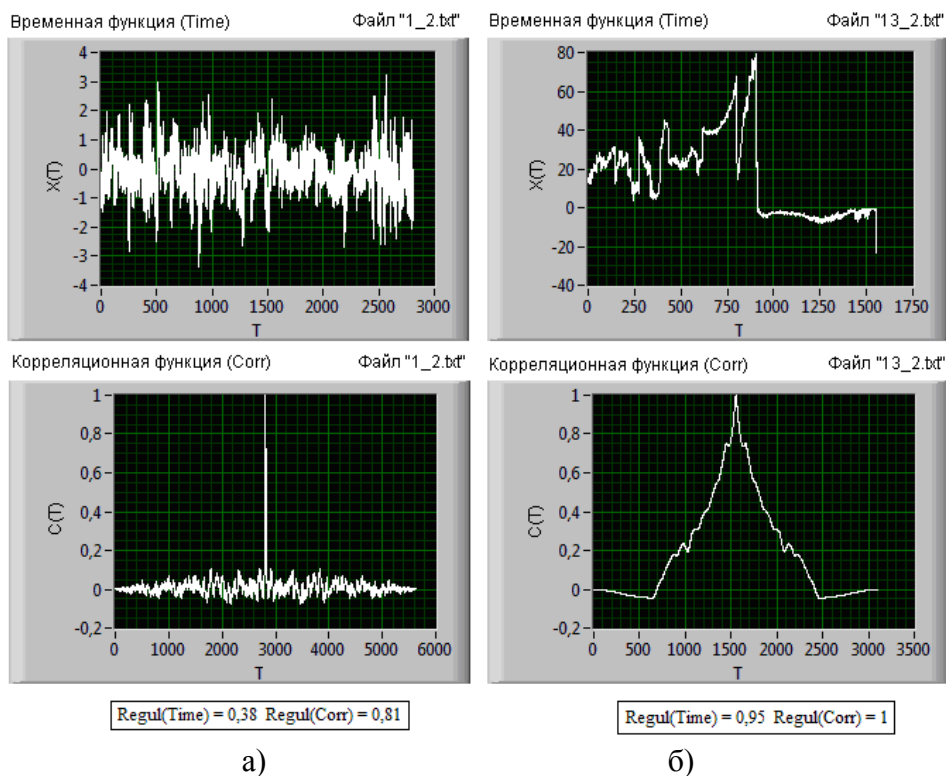 Временная функция (Time) Файл "1_2.txt"
4
3
2
1
0
-1
-2
-3
-4
X(T)
0 500 1000 1500 2000 2500 3000
T
Временная функция (Time) Файл "13_2.txt"
80
60
40
20
0
-20
-40
X(T)
0 250 500 750 1000 1250 1500 1750
T
Корреляционная функция (Corr) Файл "1_2.txt"
1
0,8
0,6
0,4
0,2
0
-0,2
C(T)
0 1000 2000 3000 4000 5000 6000
T
Корреляционная функция (Corr) Файл "13_2.txt"
1
0,8
0,6
0,4
0,2
0
-0,2
C(T)
0 500 1000 1500 2000 2500 3000 3500
T
Regul(Time) = 0,38 Regul(Corr) = 0,81
Regul(Time) = 0,95 Regul(Corr) = 1
а)
б)